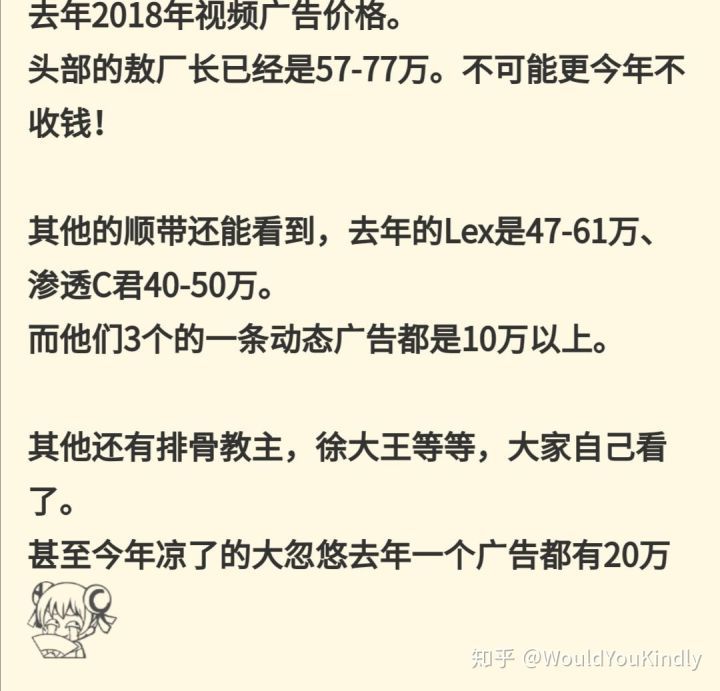 去年2018年视频广告价格。
头部的敖厂长已经是57-77万。不可能更今年不
收钱！
其他的顺带还能看到，去年的Lex是47-61万、
渗透C君40-50万。
而他们3个的一条动态广告都是10万以上。
其他还有排骨教主，徐大王等等，大家自己看
了。
甚至今年凉了的大忽悠去年一个广告都有20万
知乎 @WouldYouKindly